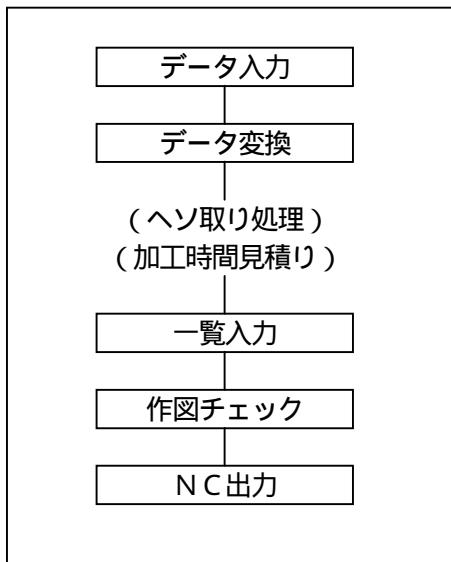 データ入力
データ変換
(ヘソ取り処理)
(加工時間見積り)
一覧入力
作図チェック
ＮＣ出力